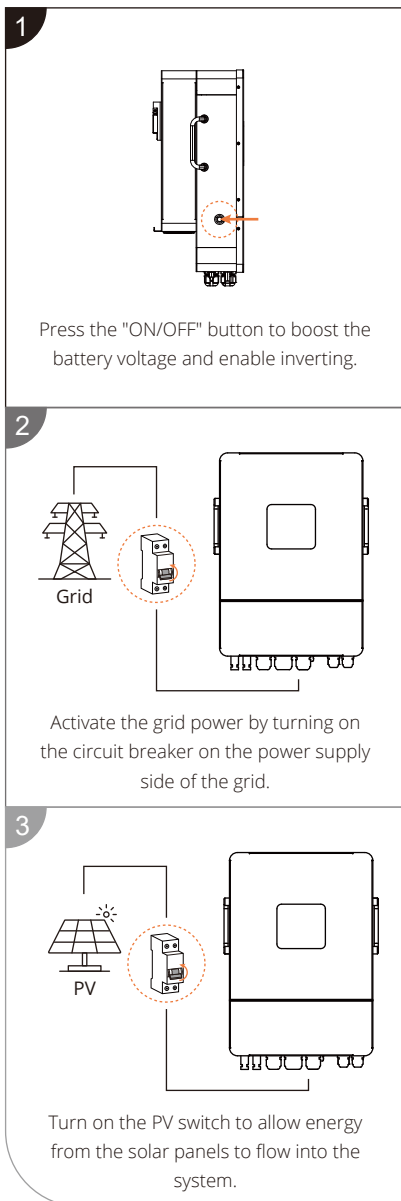 1
Press the "ON/OFF" button to boost the
battery voltage and enable inverting.
2
Grid
Activate the grid power by turning on
the circuit breaker on the power supply
side of the grid.
3
PV
Turn on the PV switch to allow energy
from the solar panels to flow into the
system.